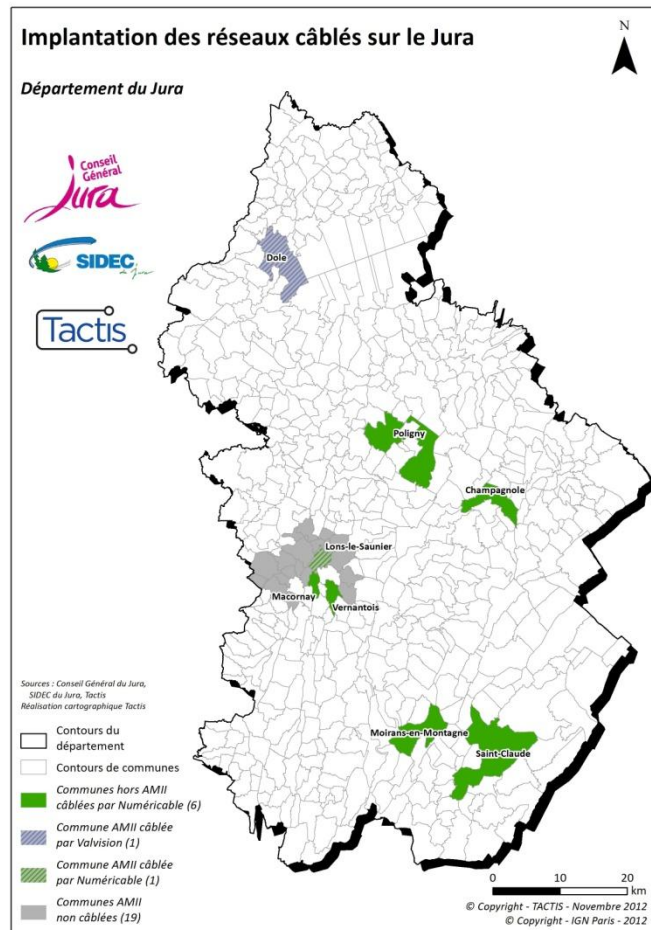 Implantation des réseaux câblés sur le Jura
N
Département du Jura
Conseil
Général
Jura
SIDEC
du Jura
Tactis
Dole
Poligny
Champagnole
Lons-le-Saunier
Macornay
Vernantois
Moirans-en-Montagne
Saint-Claude
Sources : Conseil Général du Jura,
SIDEC du Jura, Tactis
Réalisation cartographique Tactis
Contours du
département
Contours de communes
Communes hors AMII
câblées par Numéricable (6)
Commune AMII câblée
par Valvision (1)
Commune AMII câblée
par Numéricable (1)
Communes AMII
non câblées (19)
0 10 20
km
© Copyright - TACTIS - Novembre 2012
© Copyright - IGN Paris - 2012